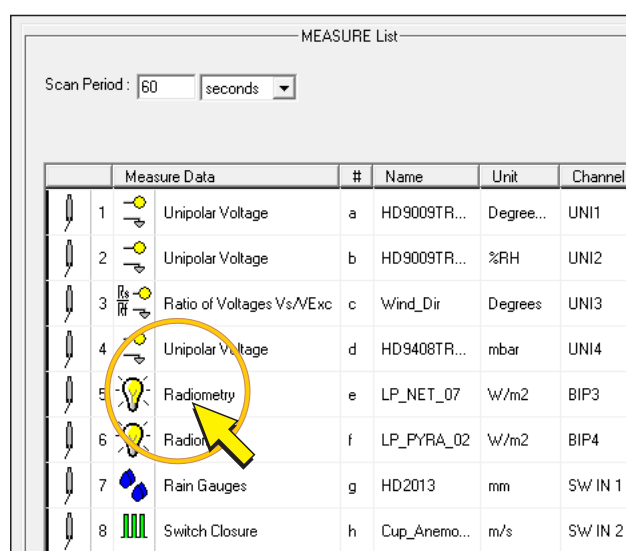 MEASURE List
Scan Period : 60 seconds
Measure Data # Name Unit Channel
1 Unipolar Voltage a HD9009TR... Degree... UNI1
2 Unipolar Voltage b HD9009TR... %RH UNI2
3 Rs Rf Ratio of Voltages Vs/VExc c Wind_Dir Degrees UNI3
4 Unipolar Voltage d HD9408TR... mbar UNI4
5 Radiometry e LP_NET_07 W/m2 BIP3
6 f LP_PYRA_02 W/m2 BIP4
7 Rain Gauges g HD2013 mm SW IN 1
8 Switch Closure h Cup_Anemo... m/s SW IN 2